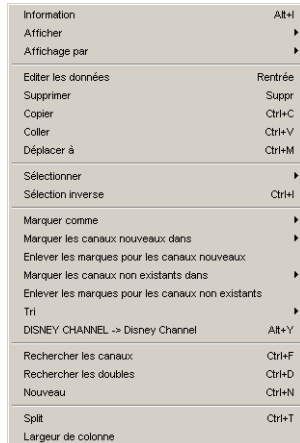 Information Alt+I
Afficher
Affichage par
Editer les données Rentrée
Supprimer Suppr
Copier Ctrl+C
Coller Ctrl+V
Déplacer à Ctrl+M
Sélectionner
Sélection inverse Ctrl+I
Marquer comme
Marquer les canaux nouveaux dans
Enlever les marques pour les canaux nouveaux
Marquer les canaux non existants dans
Enlever les marques pour les canaux non existants
Tri
DISNEY CHANNEL -> Disney Channel Alt+Y
Rechercher les canaux Ctrl+F
Rechercher les doubles Ctrl+D
Nouveau Ctrl+N
Split Ctrl+T
Largeur de colonne